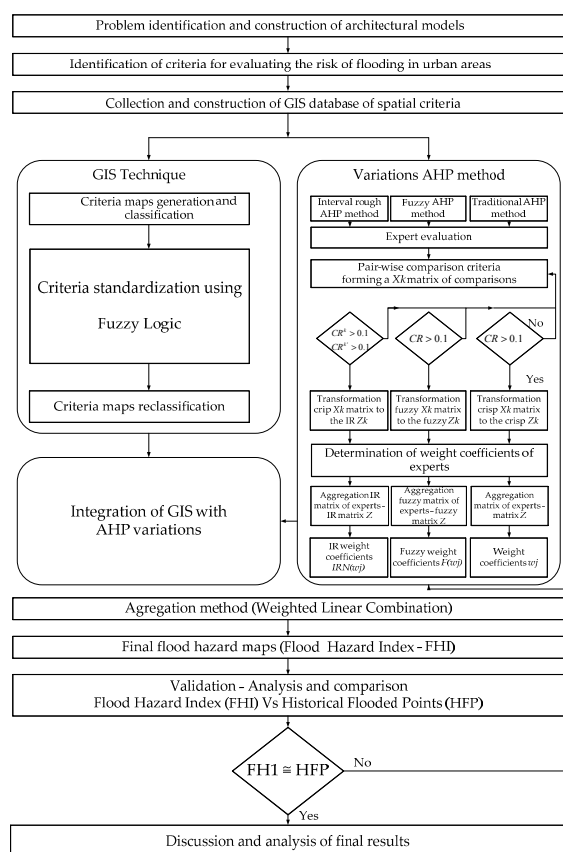 Problem identification and construction of architectural models
Identification of criteria for evaluating the risk of flooding in urban areas
Collection and construction of GIS database of spatial criteria
GIS Technique
Criteria maps generation and
classification
Criteria standardization using
Fuzzy Logic
Criteria maps reclassification
Integration of GIS with
AHP variations
Variations AHP method
Interval rough
AHP method
Fuzzy AHP
method
Traditional AHP
method
Expert evaluation
Pair-wise comparison criteria
forming a Xk matrix of comparisons
CR^k > 0.1
CR^k' > 0.1
CR > 0.1
CR > 0.1
No
Yes
Transformation
crip Xk matrix to
the IR Zk
Transformation
fuzzy Xk matrix
to the fuzzy Zk
Transformation
crisp Xk matrix
to the crisp Zk
Determination of weight coefficients of
experts
Aggregation IR
matrix of experts-
IR matrix Z
Aggregation
fuzzy matrix of
experts-fuzzy
matrix Z
Aggregation
matrix of experts-
matrix Z
IR weight
coefficients
IRN(wj)
Fuzzy weight
coefficients F(wj)
Weight
coefficients wj
Agregation method (Weighted Linear Combination)
Final flood hazard maps (Flood Hazard Index-FHI)
Validation - Analysis and comparison
Flood Hazard Index (FHI) Vs Historical Flooded Points (HFP)
FH1 ≅ HFP
No
Yes
Discussion and analysis of final results